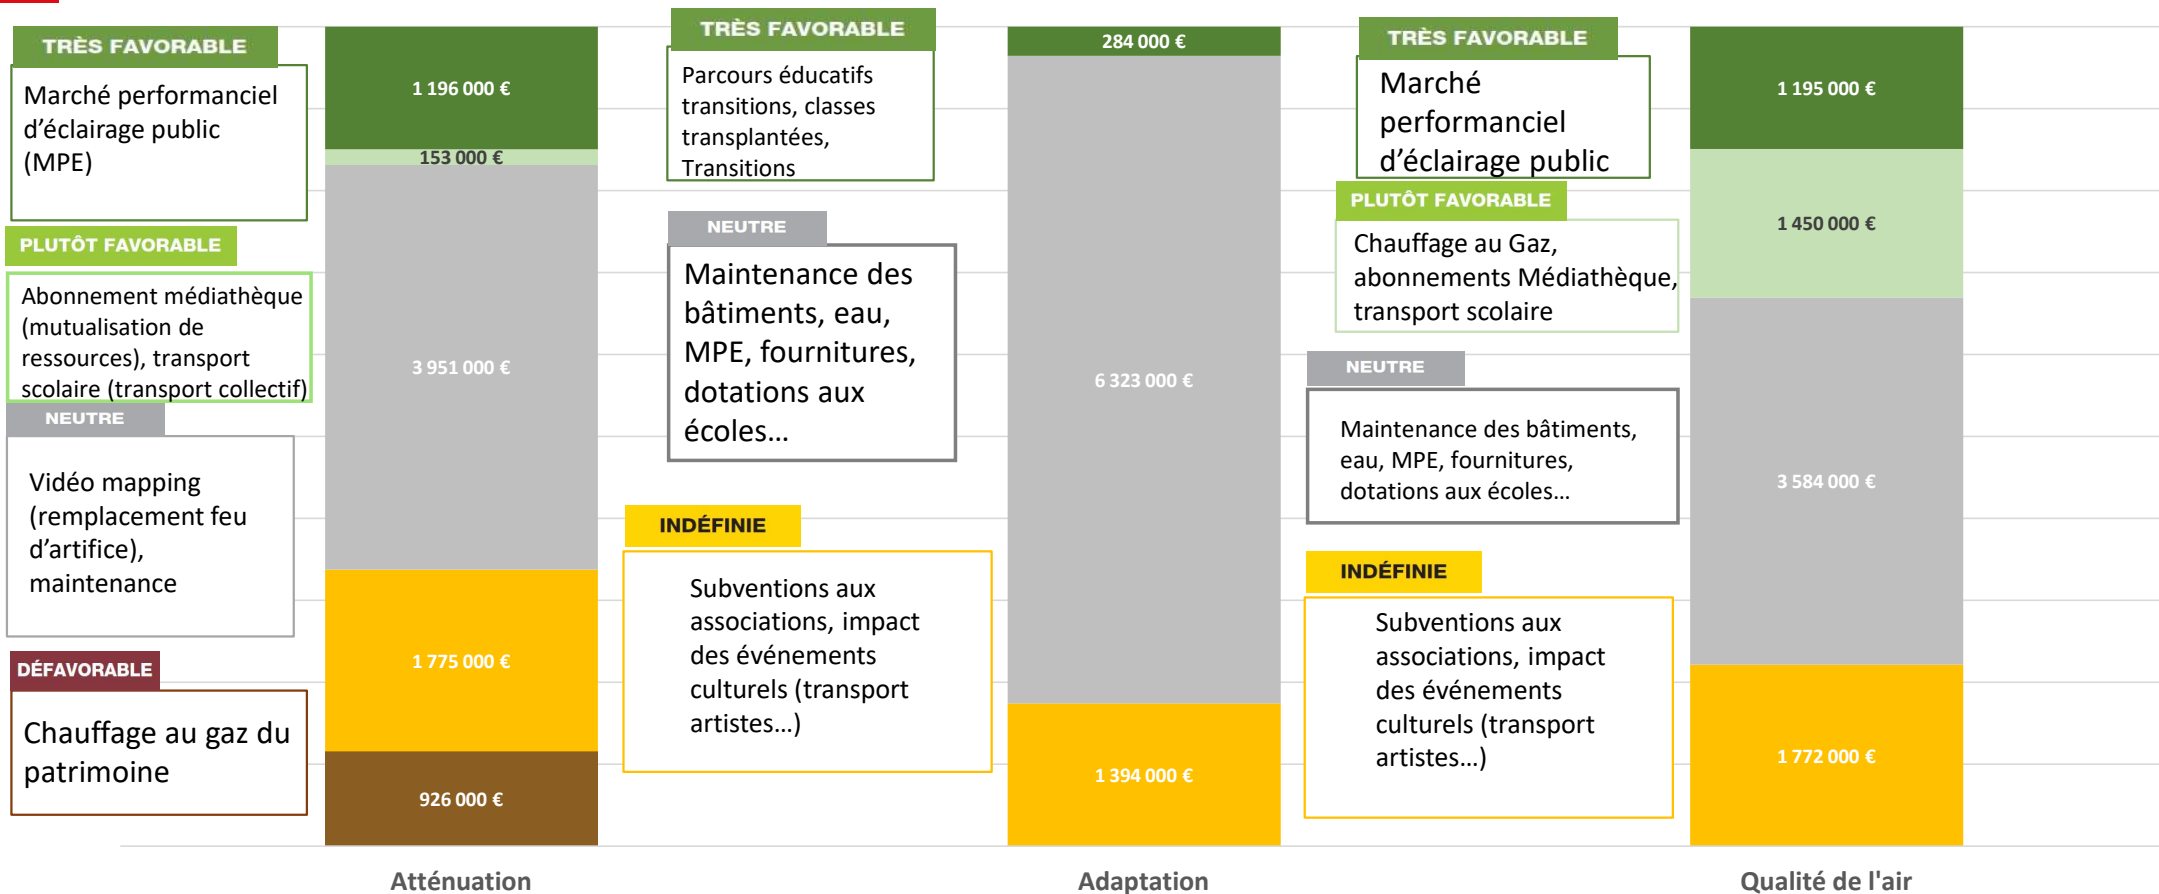 TRÈS FAVORABLE
Marché performanciel
d’éclairage public
(MPE)
PLUTÔT FAVORABLE
Abonnement médiathèque
(mutualisation de
ressources), transport
scolaire (transport collectif)
NEUTRE
Vidéo mapping
(remplacement feu
d’artifice),
maintenance
DÉFAVORABLE
Chauffage au gaz du
patrimoine
1 196 000 €
153 000 €
3 951 000 €
1 775 000 €
926 000 €
Atténuation
TRÈS FAVORABLE
Parcours éducatifs
transitions, classes
transplantées,
Transitions
NEUTRE
Maintenance des
bâtiments, eau,
MPE, fournitures,
dotations aux
écoles…
INDÉFINIE
Subventions aux
associations, impact
des événements
culturels (transport
artistes…)
284 000 €
6 323 000 €
1 394 000 €
Adaptation
TRÈS FAVORABLE
Marché
performanciel
d’éclairage public
PLUTÔT FAVORABLE
Chauffage au Gaz,
abonnements Médiathèque,
transport scolaire
NEUTRE
Maintenance des bâtiments,
eau, MPE, fournitures,
dotations aux écoles…
INDÉFINIE
Subventions aux
associations, impact
des événements
culturels (transport
artistes…)
1 195 000 €
1 450 000 €
3 584 000 €
1 772 000 €
Qualité de l'air